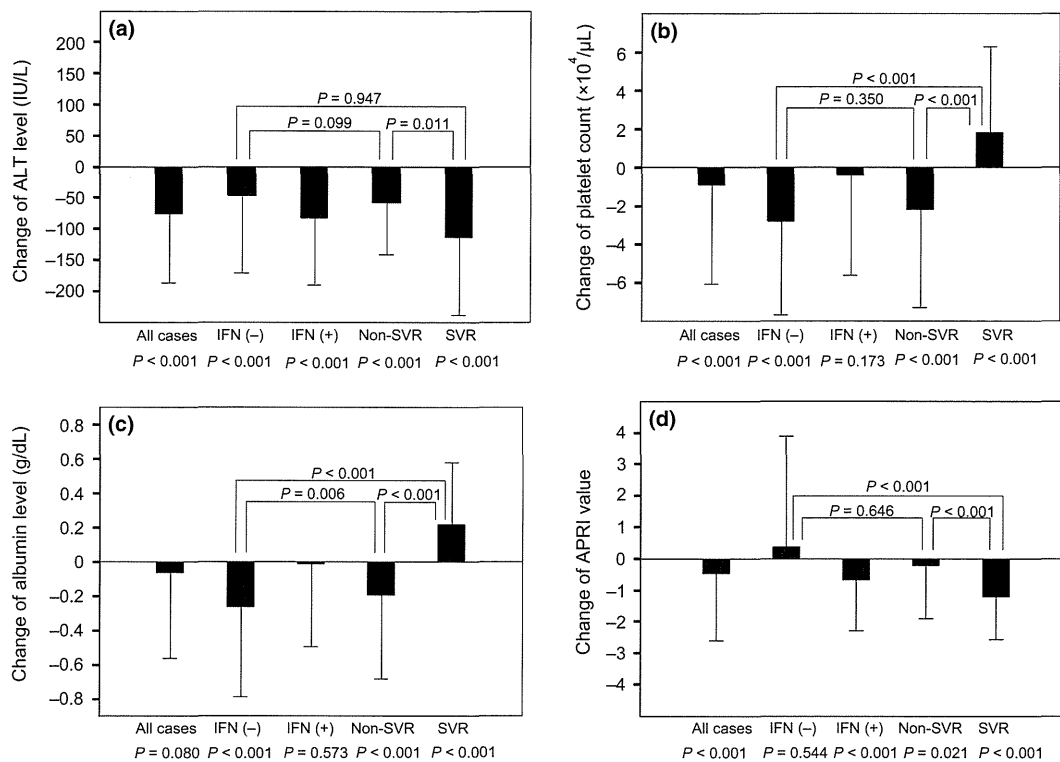 (a)
Change of ALT level (IU/L)
200
150
100
50
0
–50
–100
–150
–200
P = 0.947
P = 0.099
P = 0.011
All cases IFN (–) IFN (+) Non-SVR SVR
P < 0.001 P < 0.001 P < 0.001 P < 0.001 P < 0.001
(b)
Change of platelet count (×10⁴/μL)
6
4
2
0
–2
–4
–6
P < 0.001
P = 0.350
P < 0.001
All cases IFN (–) IFN (+) Non-SVR SVR
P < 0.001 P < 0.001 P = 0.173 P < 0.001 P < 0.001
(c)
Change of albumin level (g/dL)
0.8
0.6
0.4
0.2
0
–0.2
–0.4
–0.6
–0.8
P < 0.001
P = 0.006
P < 0.001
All cases IFN (–) IFN (+) Non-SVR SVR
P = 0.080 P < 0.001 P = 0.573 P < 0.001 P < 0.001
(d)
Change of APRI value
4
3
2
1
0
–1
–2
–3
–4
P < 0.001
P = 0.646
P < 0.001
All cases IFN (–) IFN (+) Non-SVR SVR
P < 0.001 P = 0.544 P < 0.001 P = 0.021 P < 0.001